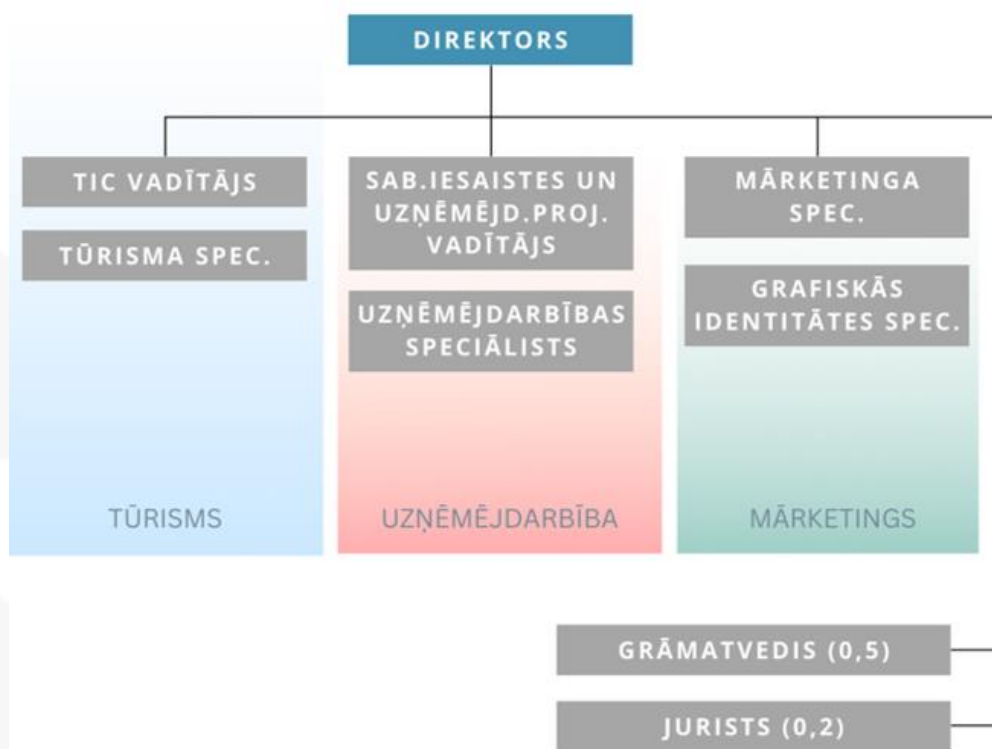 DIREKTORS
TIC VADĪTĀJS
TŪRISMA SPEC.
TŪRISMS
SAB.IESAISTES UN
UZŅĒMĒJD.PROJ.
VADĪTĀJS
UZŅĒMĒJDARBĪBAS
SPECIĀLISTS
UZŅĒMĒJDARBĪBA
MĀRKETINGA
SPEC.
GRAFISKĀS
IDENTITĀTES SPEC.
MĀRKETINGS
GRĀMATVEDIS (0,5)
JURISTS (0,2)